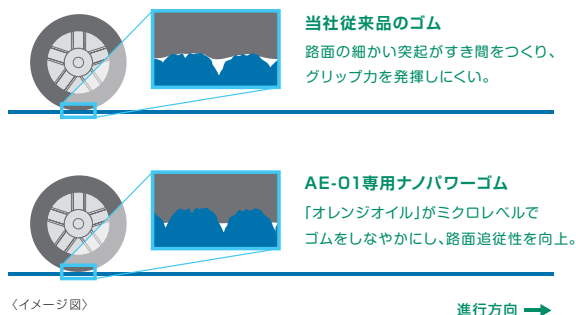 当社従来品のゴム
路面の細かい突起がすき間をつくり、
グリップ力を発揮しにくい。
AE-01専用ナノパワーゴム
「オレンジオイル」がミクロレベルで
ゴムをしなやかにし、路面追従性を向上。
〈イメージ図〉
進行方向